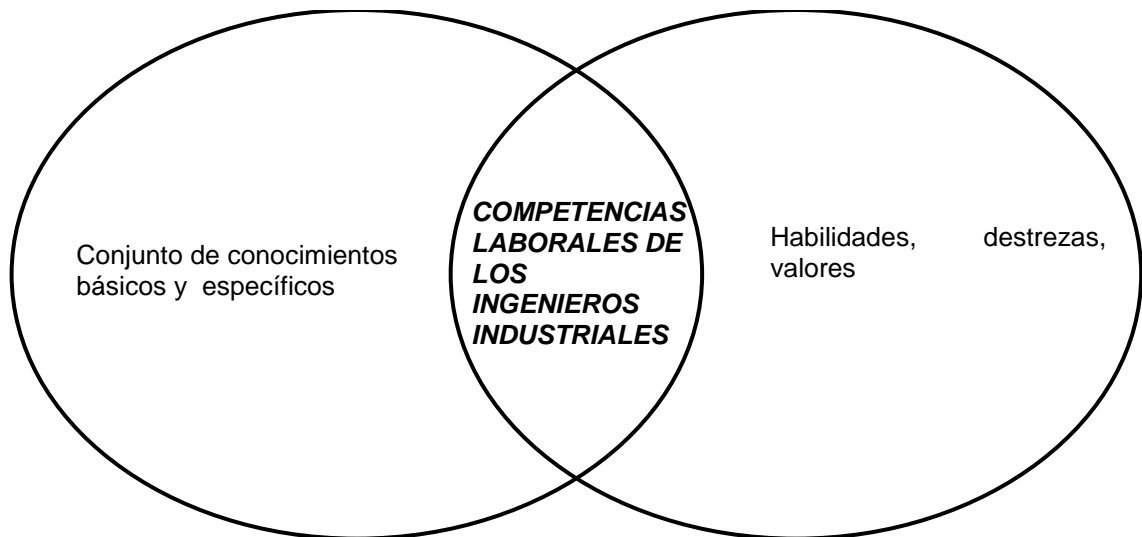 Conjunto de conocimientos
básicos y específicos
COMPETENCIAS
LABORALES DE
LOS
INGENIEROS
INDUSTRIALES
Habilidades, destrezas,
valores